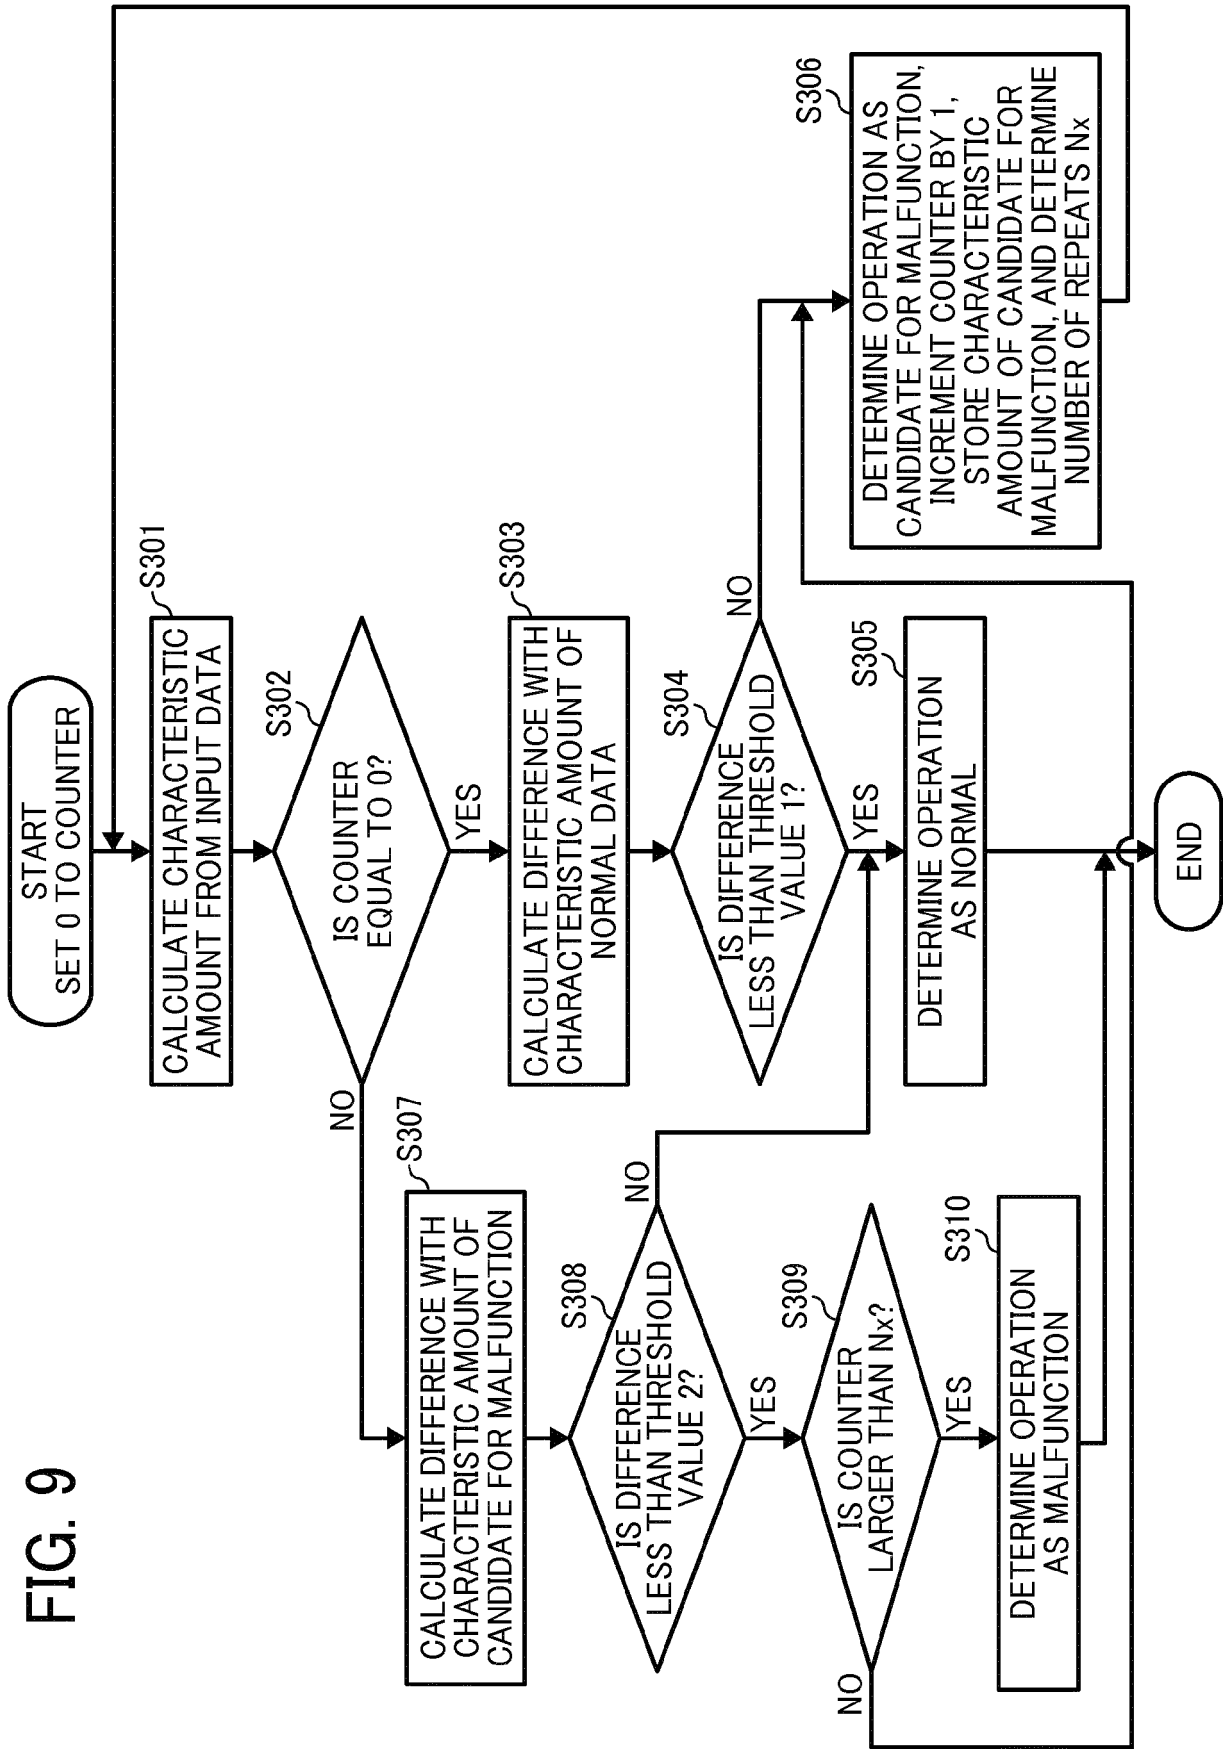 FIG. 9
START
SET 0 TO COUNTER
S301
CALCULATE CHARACTERISTIC
AMOUNT FROM INPUT DATA
S302
IS COUNTER
EQUAL TO 0?
NO
YES
S303
CALCULATE DIFFERENCE WITH
CHARACTERISTIC AMOUNT OF
NORMAL DATA
S304
IS DIFFERENCE
LESS THAN THRESHOLD
VALUE 1?
NO
YES
S305
DETERMINE OPERATION
AS NORMAL
S306
DETERMINE OPERATION AS
CANDIDATE FOR MALFUNCTION,
INCREMENT COUNTER BY 1,
STORE CHARACTERISTIC
AMOUNT OF CANDIDATE FOR
MALFUNCTION, AND DETERMINE
NUMBER OF REPEATS Nx
S307
CALCULATE DIFFERENCE WITH
CHARACTERISTIC AMOUNT OF
CANDIDATE FOR MALFUNCTION
S308
IS DIFFERENCE
LESS THAN THRESHOLD
VALUE 2?
NO
YES
S309
IS COUNTER
LARGER THAN Nx?
NO
YES
S310
DETERMINE OPERATION
AS MALFUNCTION
END